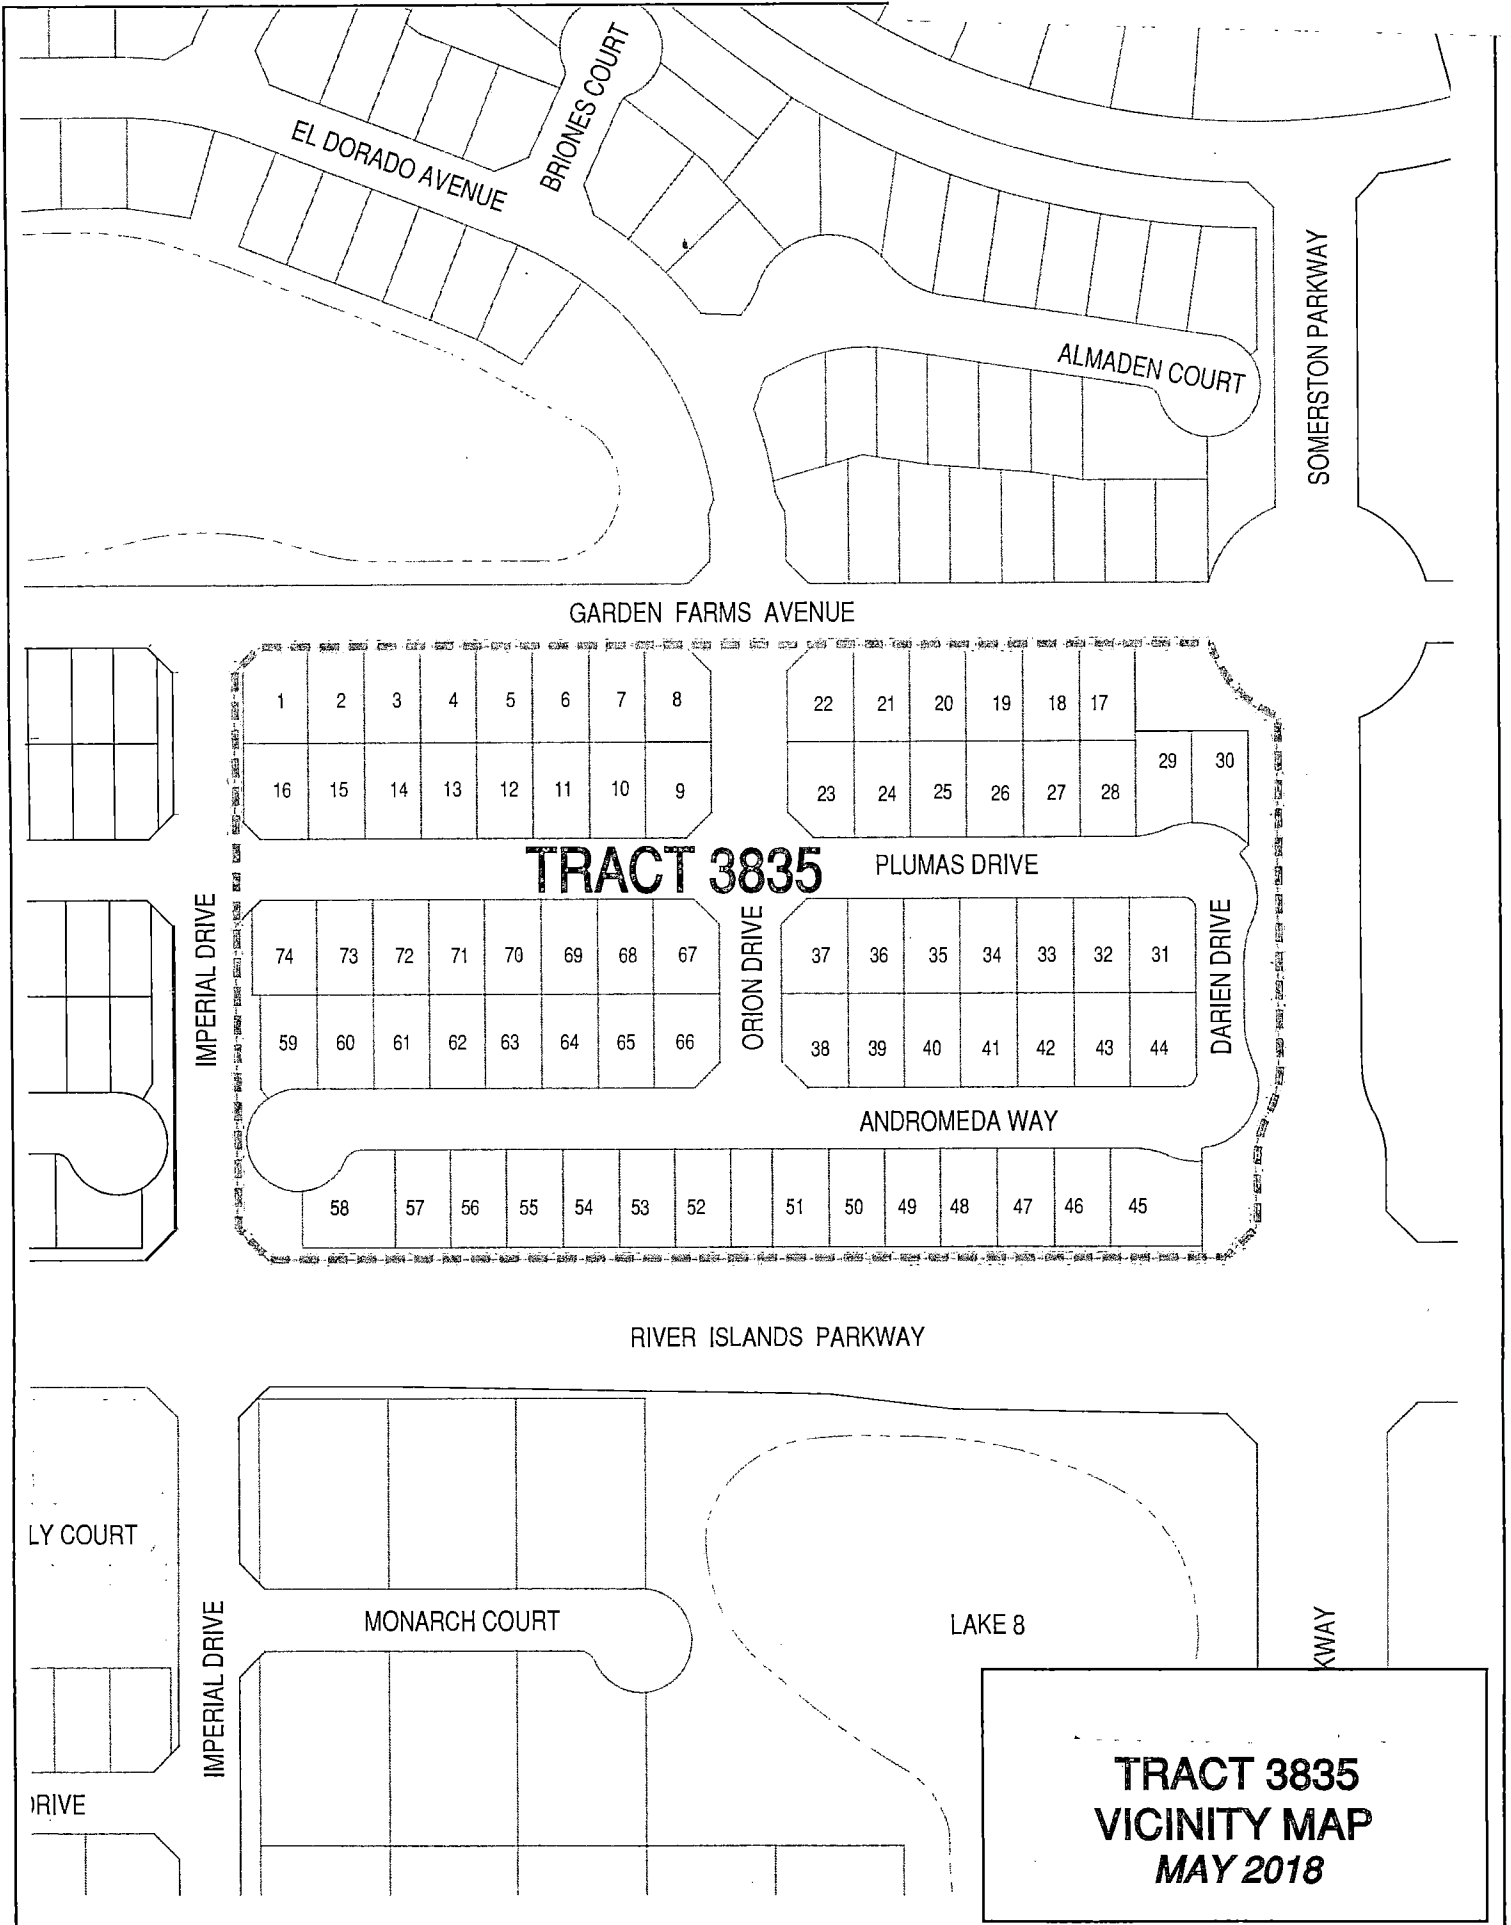 BRIONES COURT
EL DORADO AVENUE
SOMERSTON PARKWAY
ALMADEN COURT
GARDEN FARMS AVENUE
1 2 3 4 5 6 7 8 22 21 20 19 18 17
16 15 14 13 12 11 10 9 23 24 25 26 27 28 29 30
TRACT 3835
PLUMAS DRIVE
IMPERIAL DRIVE
ORION DRIVE
DARIEN DRIVE
74 73 72 71 70 69 68 67 37 36 35 34 33 32 31
59 60 61 62 63 64 65 66 38 39 40 41 42 43 44
ANDROMEDA WAY
58 57 56 55 54 53 52 51 50 49 48 47 46 45
RIVER ISLANDS PARKWAY
LY COURT
IMPERIAL DRIVE
MONARCH COURT
LAKE 8
KWAY
RIVE
TRACT 3835
VICINITY MAP
MAY 2018